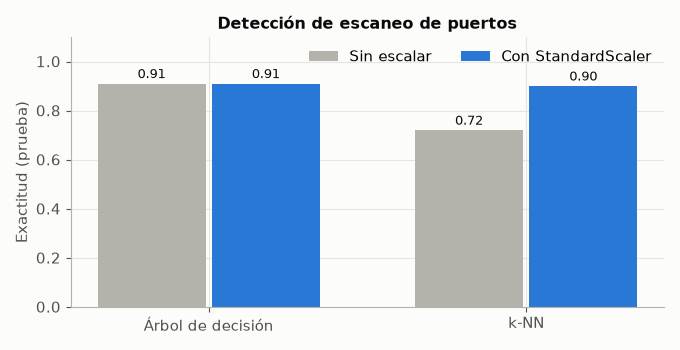 Detección de escaneo de puertos
Sin escalar
Con StandardScaler
Exactitud (prueba)
1.0
0.8
0.6
0.4
0.2
0.0
0.91
0.91
0.72
0.90
Árbol de decisión
k-NN